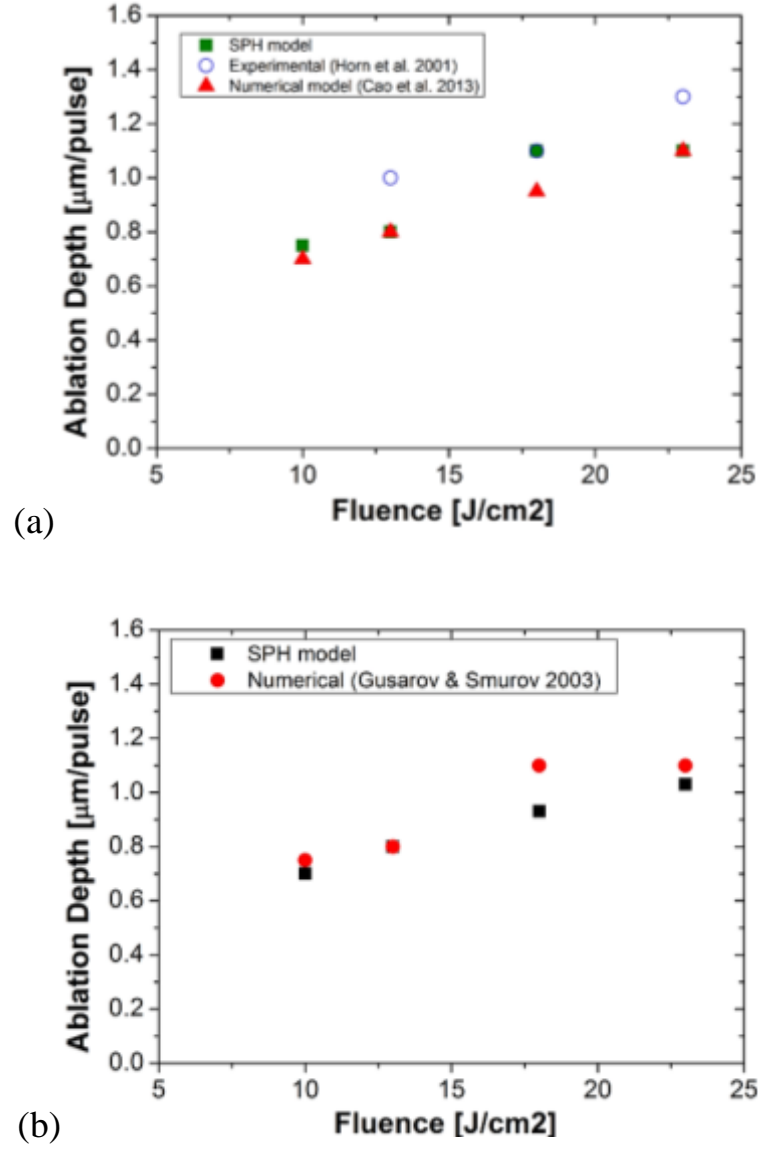 1.6
1.4
1.2
1.0
0.8
0.6
0.4
0.2
0.0
Ablation Depth [μm/pulse]
SPH model
Experimental (Horn et al. 2001)
Numerical model (Cao et al. 2013)
5 10 15 20 25
Fluence [J/cm2]
(a)
1.6
1.4
1.2
1.0
0.8
0.6
0.4
0.2
0.0
Ablation Depth [μm/pulse]
SPH model
Numerical (Gusarov & Smurov 2003)
5 10 15 20 25
Fluence [J/cm2]
(b)